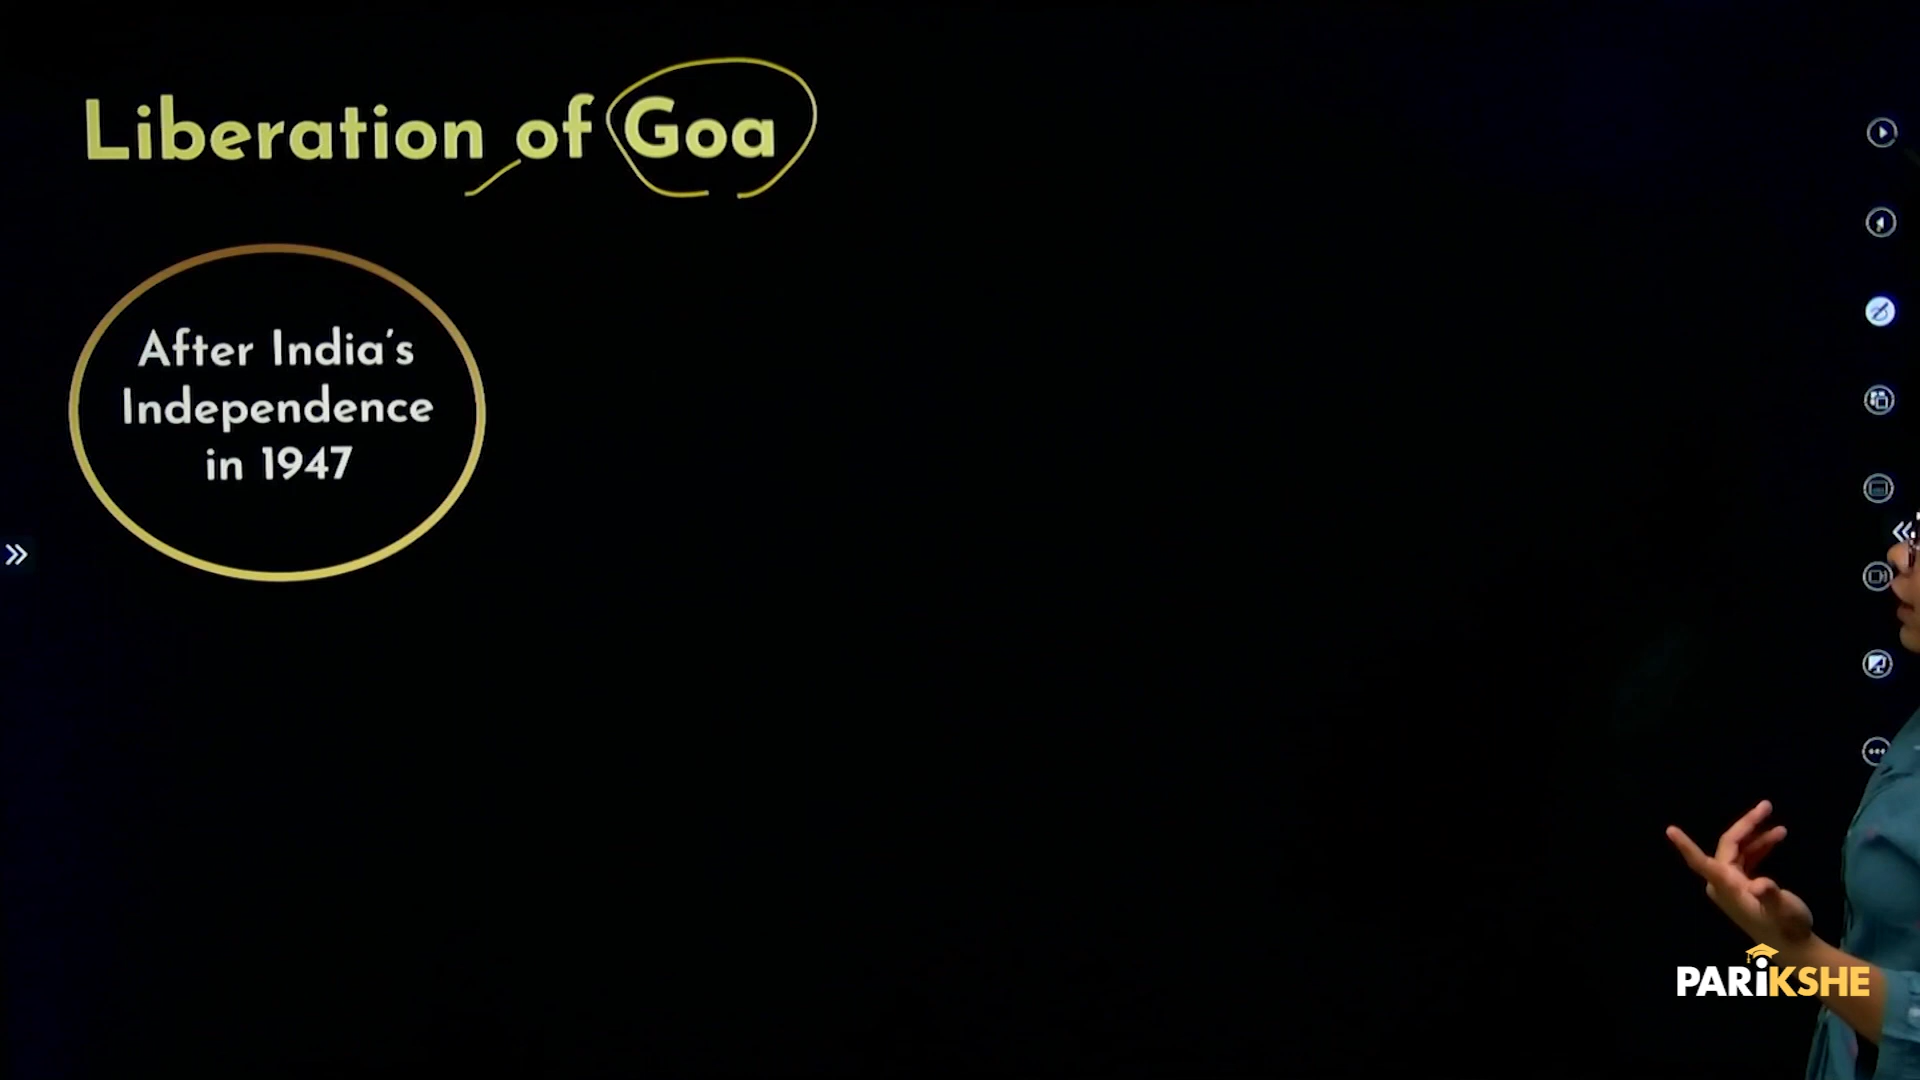 Liberation of Goa
After India's
Independence
in 1947
PARiKSHE